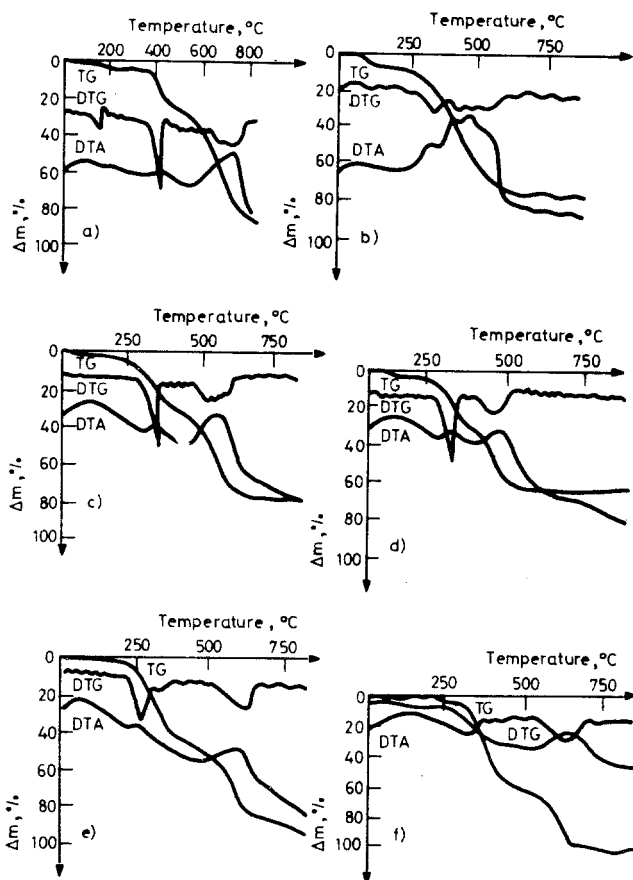 Temperature, °C
0 200 400 600 800
20
40
60
80
100
Δm, %
TG
DTG
DTA
a)
Temperature, °C
0 250 500 750
20
40
60
80
100
Δm, %
TG
DTG
DTA
b)
Temperature, °C
0 250 500 750
20
40
60
80
100
Δm, %
TG
DTG
DTA
c)
Temperature, °C
0 250 500 750
20
40
60
80
100
Δm, %
TG
DTG
DTA
d)
Temperature, °C
0 250 500 750
20
40
60
80
100
Δm, %
TG
DTG
DTA
e)
Temperature, °C
0 250 500 750
20
40
60
80
100
Δm, %
TG
DTG
DTA
f)